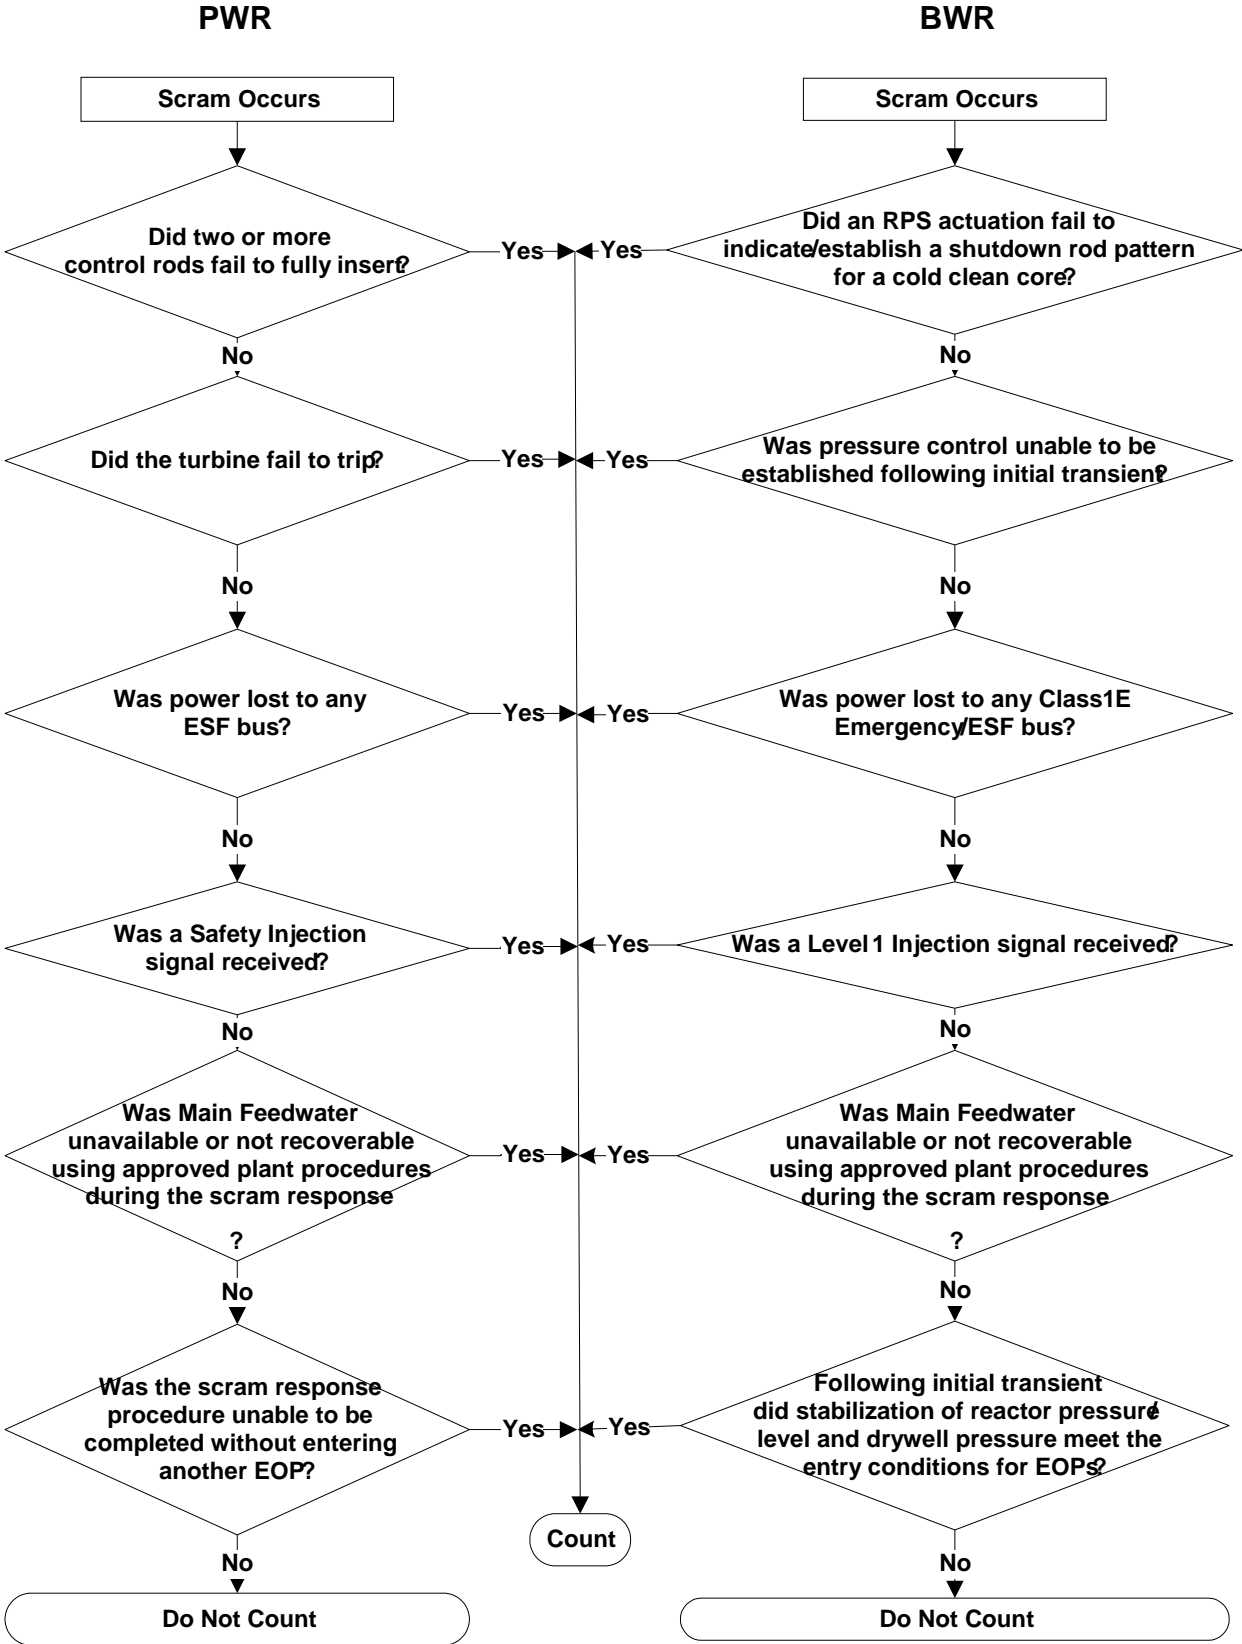 PWR
BWR
Scram Occurs
Scram Occurs
Did two or more
control rods fail to fully insert?
Yes
Yes
Did an RPS actuation fail to
indicate/establish a shutdown rod pattern
for a cold clean core?
No
No
Did the turbine fail to trip?
Yes
Yes
Was pressure control unable to be
established following initial transient?
No
No
Was power lost to any
ESF bus?
Yes
Yes
Was power lost to any Class1E
Emergency/ESF bus?
No
No
Was a Safety Injection
signal received?
Yes
Yes
Was a Level 1 Injection signal received?
No
No
Was Main Feedwater
unavailable or not recoverable
using approved plant procedures
during the scram response
?
Yes
Yes
Was Main Feedwater
unavailable or not recoverable
using approved plant procedures
during the scram response
?
No
No
Was the scram response
procedure unable to be
completed without entering
another EOP?
Yes
Yes
Following initial transient
did stabilization of reactor pressure/
level and drywell pressure meet the
entry conditions for EOPs?
Count
No
No
Do Not Count
Do Not Count